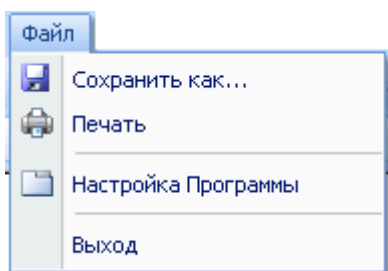 Файл
Сохранить как...
Печать
Настройка Программы
Выход